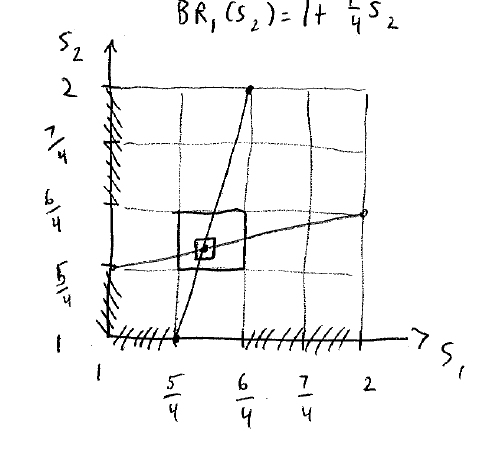 BR₁(S₂) = 1 + 1/4 S₂
S₂
2
7/4
6/4
5/4
1
1 5/4 6/4 7/4 2 S₁